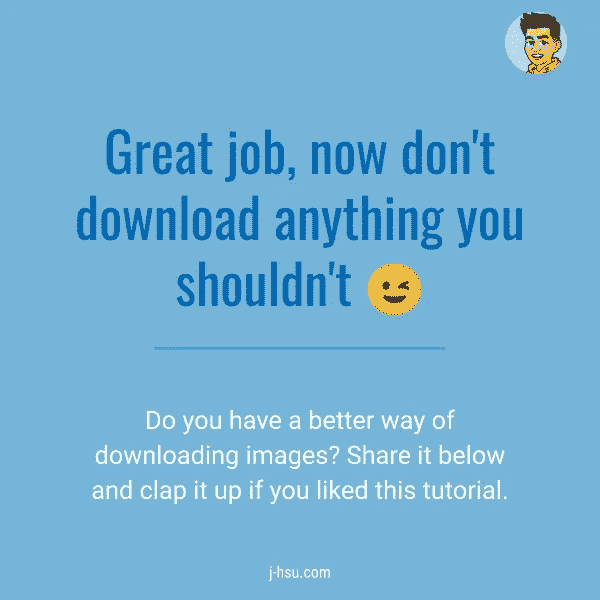 Great job, now don't
download anything you
shouldn't 😉
Do you have a better way of
downloading images? Share it below
and clap it up if you liked this tutorial.
j-hsu.com